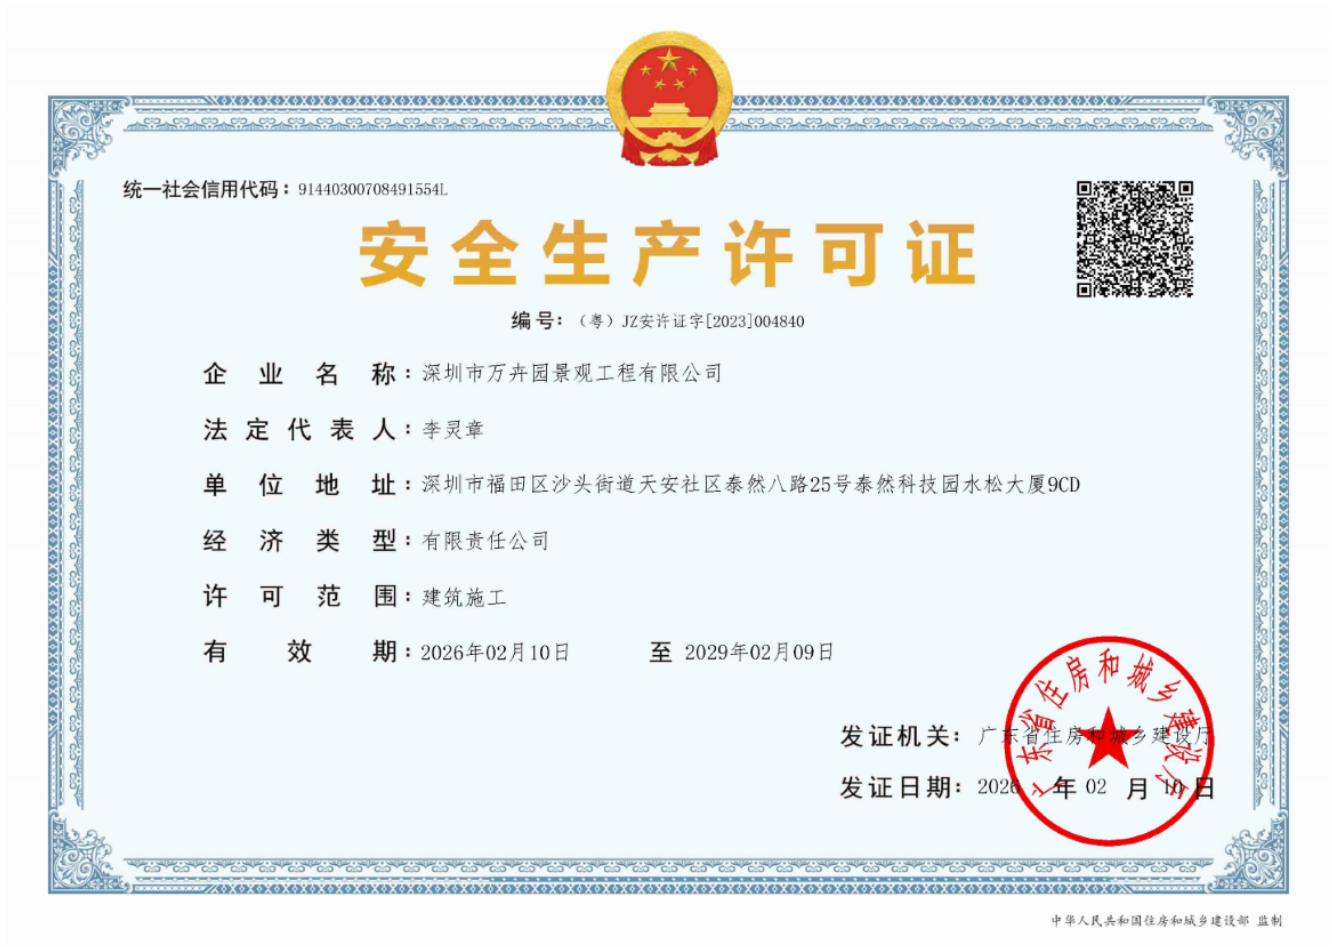 统一社会信用代码：91440300708491554L
安全生产许可证
编号：（粤）JZ安许证字[2023]004840
企业名称：深圳市万卉园景观工程有限公司
法定代表人：李灵章
单位地址：深圳市福田区沙头街道天安社区泰然八路25号泰然科技园水松大厦9CD
经济类型：有限责任公司
许可范围：建筑施工
有效期：2026年02月10日 至 2029年02月09日
广东省住房和城乡建设厅
发证机关：广东省住房和城乡建设厅
发证日期：2026 年 02 月 10 日
中华人民共和国住房和城乡建设部 监制